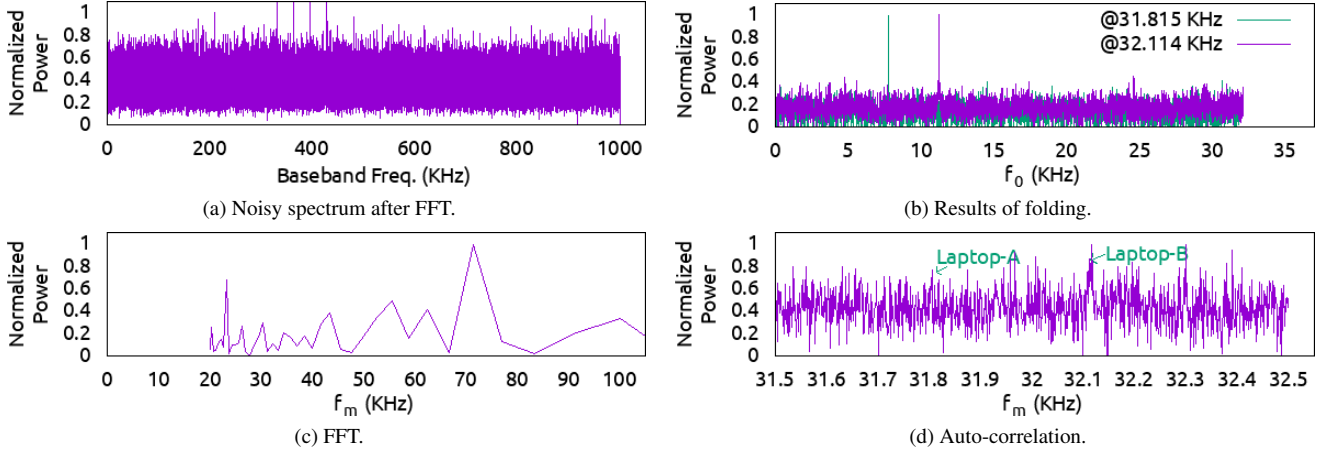 Normalized
Power
1
0.8
0.6
0.4
0.2
0
0 200 400 600 800 1000
Baseband Freq. (KHz)
(a) Noisy spectrum after FFT.
Normalized
Power
1
0.8
0.6
0.4
0.2
0
@31.815 KHz
@32.114 KHz
0 5 10 15 20 25 30 35
f0 (KHz)
(b) Results of folding.
Normalized
Power
1
0.8
0.6
0.4
0.2
0
0 10 20 30 40 50 60 70 80 90 100
fm (KHz)
(c) FFT.
Normalized
Power
1
0.8
0.6
0.4
0.2
0
Laptop-A
Laptop-B
31.5 31.6 31.7 31.8 31.9 32 32.1 32.2 32.3 32.4 32.5
fm (KHz)
(d) Auto-correlation.